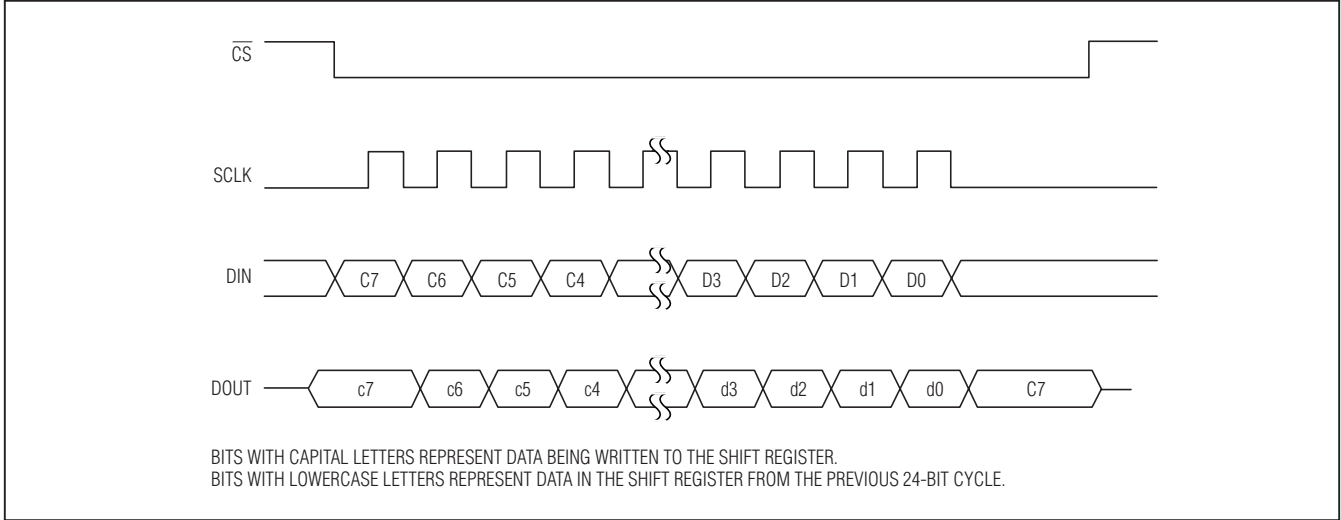 CS
SCLK
DIN C7 C6 C5 C4 D3 D2 D1 D0
DOUT c7 c6 c5 c4 d3 d2 d1 d0 C7
BITS WITH CAPITAL LETTERS REPRESENT DATA BEING WRITTEN TO THE SHIFT REGISTER.
BITS WITH LOWERCASE LETTERS REPRESENT DATA IN THE SHIFT REGISTER FROM THE PREVIOUS 24-BIT CYCLE.